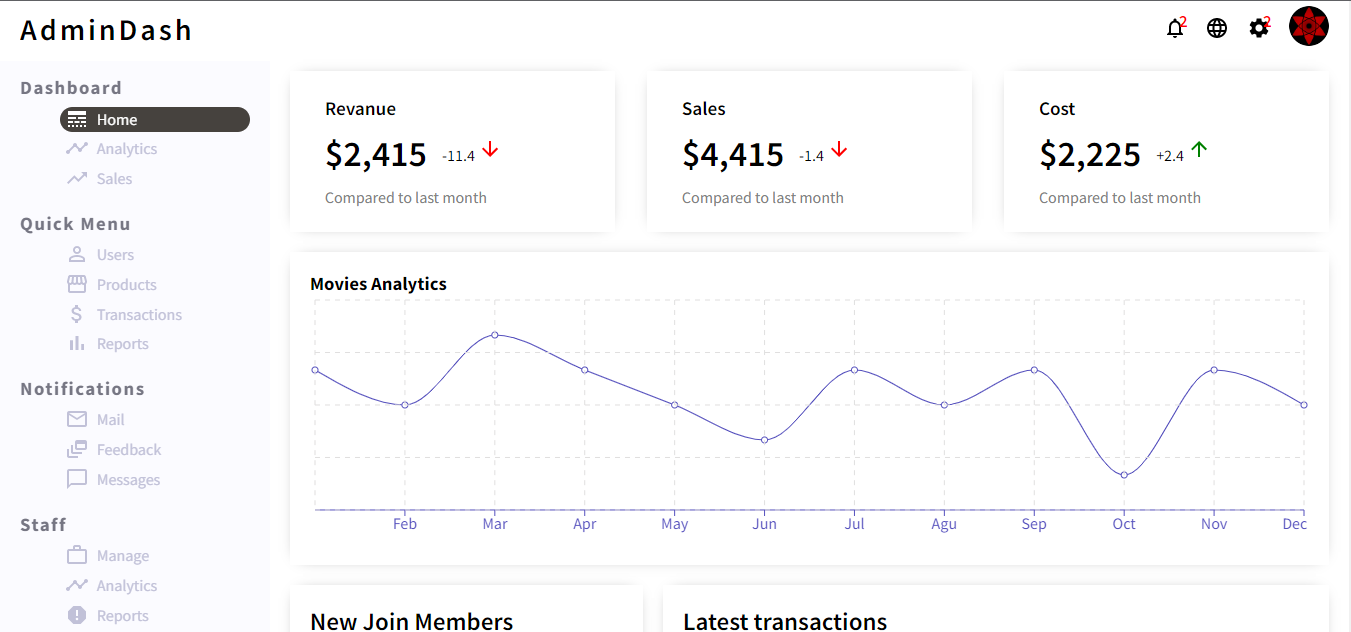 AdminDash
2
2
Dashboard
Home
Analytics
Sales
Quick Menu
Users
Products
Transactions
Reports
Notifications
Mail
Feedback
Messages
Staff
Manage
Analytics
Reports
Revanue
$2,415 -11.4
Compared to last month
Sales
$4,415 -1.4
Compared to last month
Cost
$2,225 +2.4
Compared to last month
Movies Analytics
Feb Mar Apr May Jun Jul Agu Sep Oct Nov Dec
New Join Members
Latest transactions